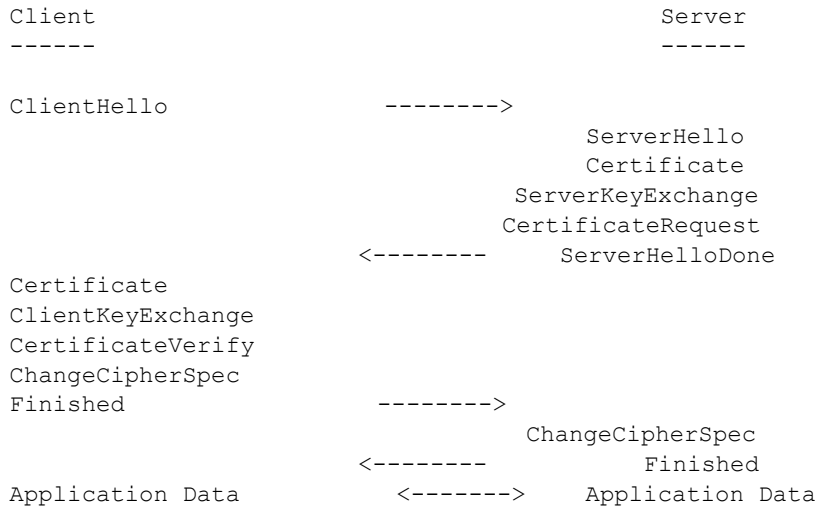 Client Server
------ ------
ClientHello -------->
ServerHello
Certificate
ServerKeyExchange
CertificateRequest
<-------- ServerHelloDone
Certificate
ClientKeyExchange
CertificateVerify
ChangeCipherSpec
Finished -------->
ChangeCipherSpec
<-------- Finished
Application Data <-------> Application Data